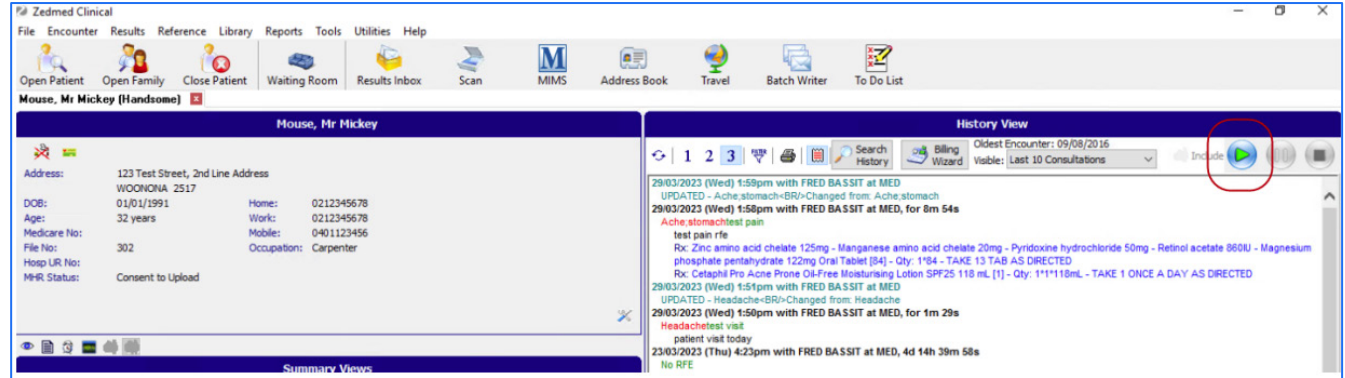 Zedmed Clinical
File Encounter Results Reference Library Reports Tools Utilities Help
Open Patient Open Family Close Patient Waiting Room Results Inbox Scan M MIMS Address Book Travel Batch Writer To Do List
Mouse, Mr Mickey (Handsome)
Mouse, Mr Mickey
Address: 123 Test Street, 2nd Line Address
WOONONA 2517
DOB: 01/01/1991 Home: 0212345678
Age: 32 years Work: 0212345678
Medicare No: Mobile: 0401123456
File No: 302 Occupation: Carpenter
Hosp UR No:
MHR Status: Consent to Upload
Summary Views
History View
1 2 3 FILTER Search History Billing Wizard Oldest Encounter: 09/08/2016
Visible: Last 10 Consultations Include
29/03/2023 (Wed) 1:59pm with FRED BASSIT at MED
UPDATED - Ache;stomach<BR/>Changed from: Ache;stomach
29/03/2023 (Wed) 1:58pm with FRED BASSIT at MED, for 8m 54s
Ache;stomachtest pain
test pain rfe
Rx: Zinc amino acid chelate 125mg - Manganese amino acid chelate 20mg - Pyridoxine hydrochloride 50mg - Retinol acetate 860IU - Magnesium
phosphate pentahydrate 122mg Oral Tablet [84] - Qty: 1*84 - TAKE 13 TAB AS DIRECTED
Rx: Cetaphil Pro Acne Prone Oil-Free Moisturising Lotion SPF25 118 mL [1] - Qty: 1*1*118mL - TAKE 1 ONCE A DAY AS DIRECTED
29/03/2023 (Wed) 1:51pm with FRED BASSIT at MED
UPDATED - Headache<BR/>Changed from: Headache
29/03/2023 (Wed) 1:50pm with FRED BASSIT at MED, for 1m 29s
Headachetest visit
patient visit today
23/03/2023 (Thu) 4:23pm with FRED BASSIT at MED, 4d 14h 39m 58s
No RFE